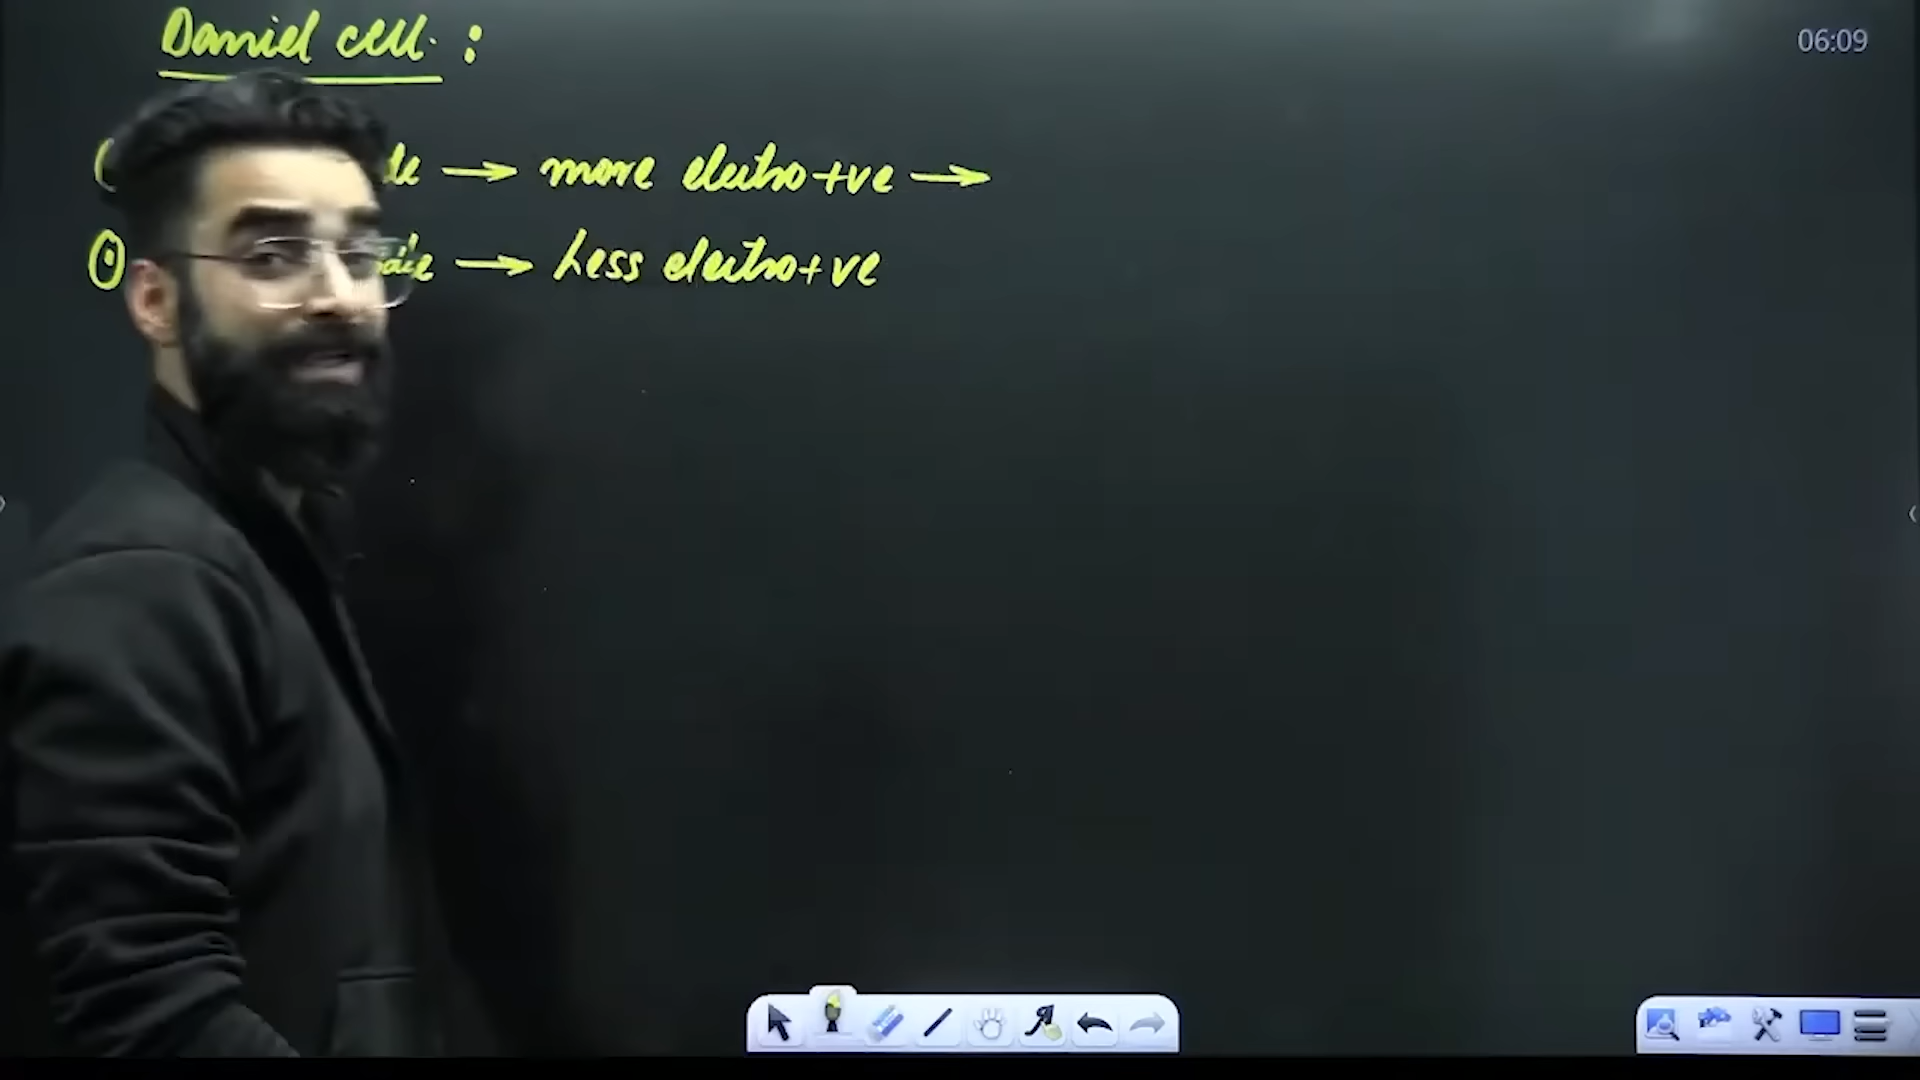 Daniel cell. :
06:09
→ more electro+ve →
→ Less electro+ve